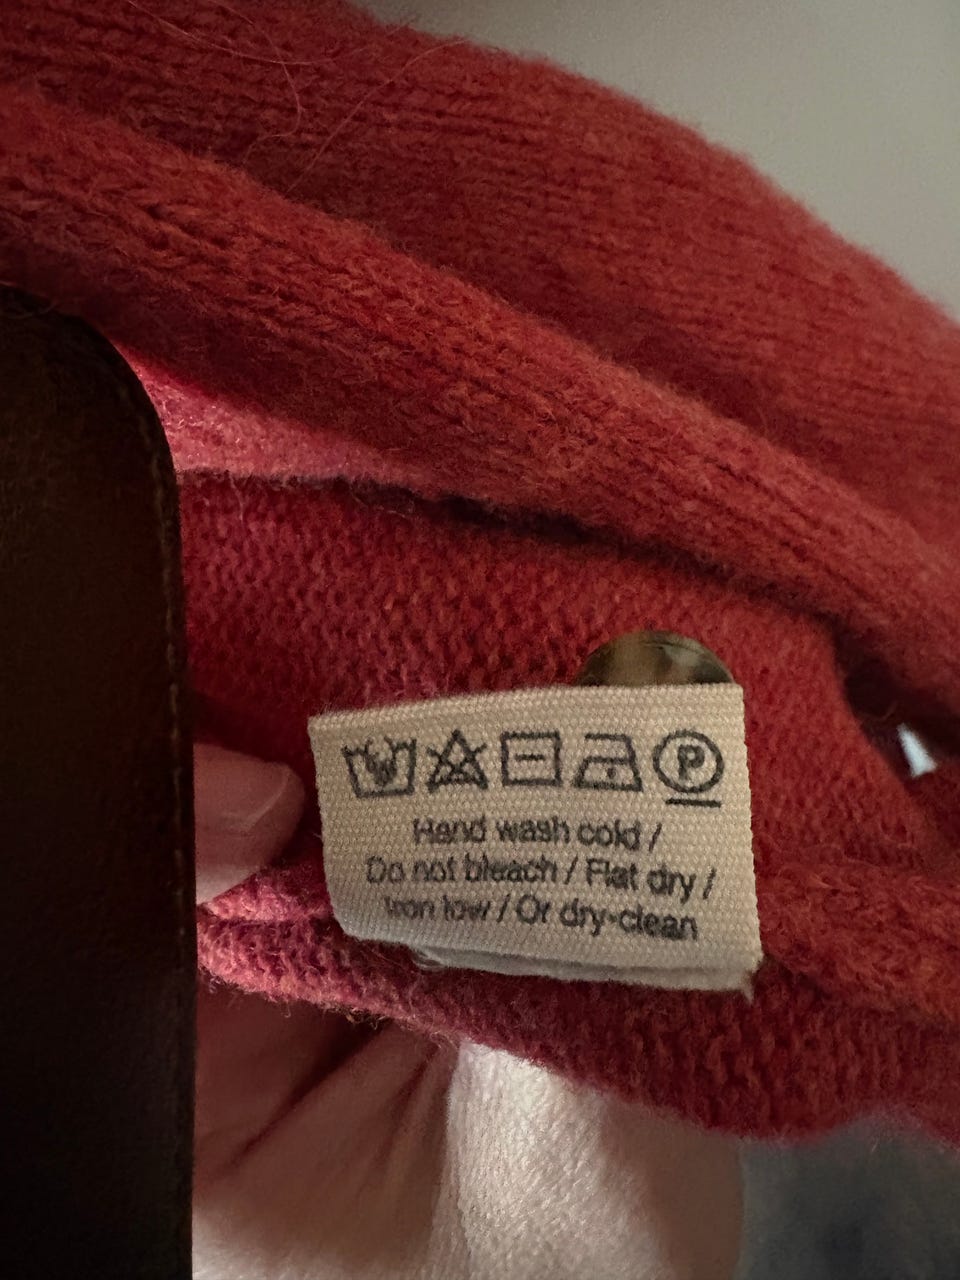 P
Hand wash cold /
Do not bleach / Flat dry /
Iron low / Or dry-clean